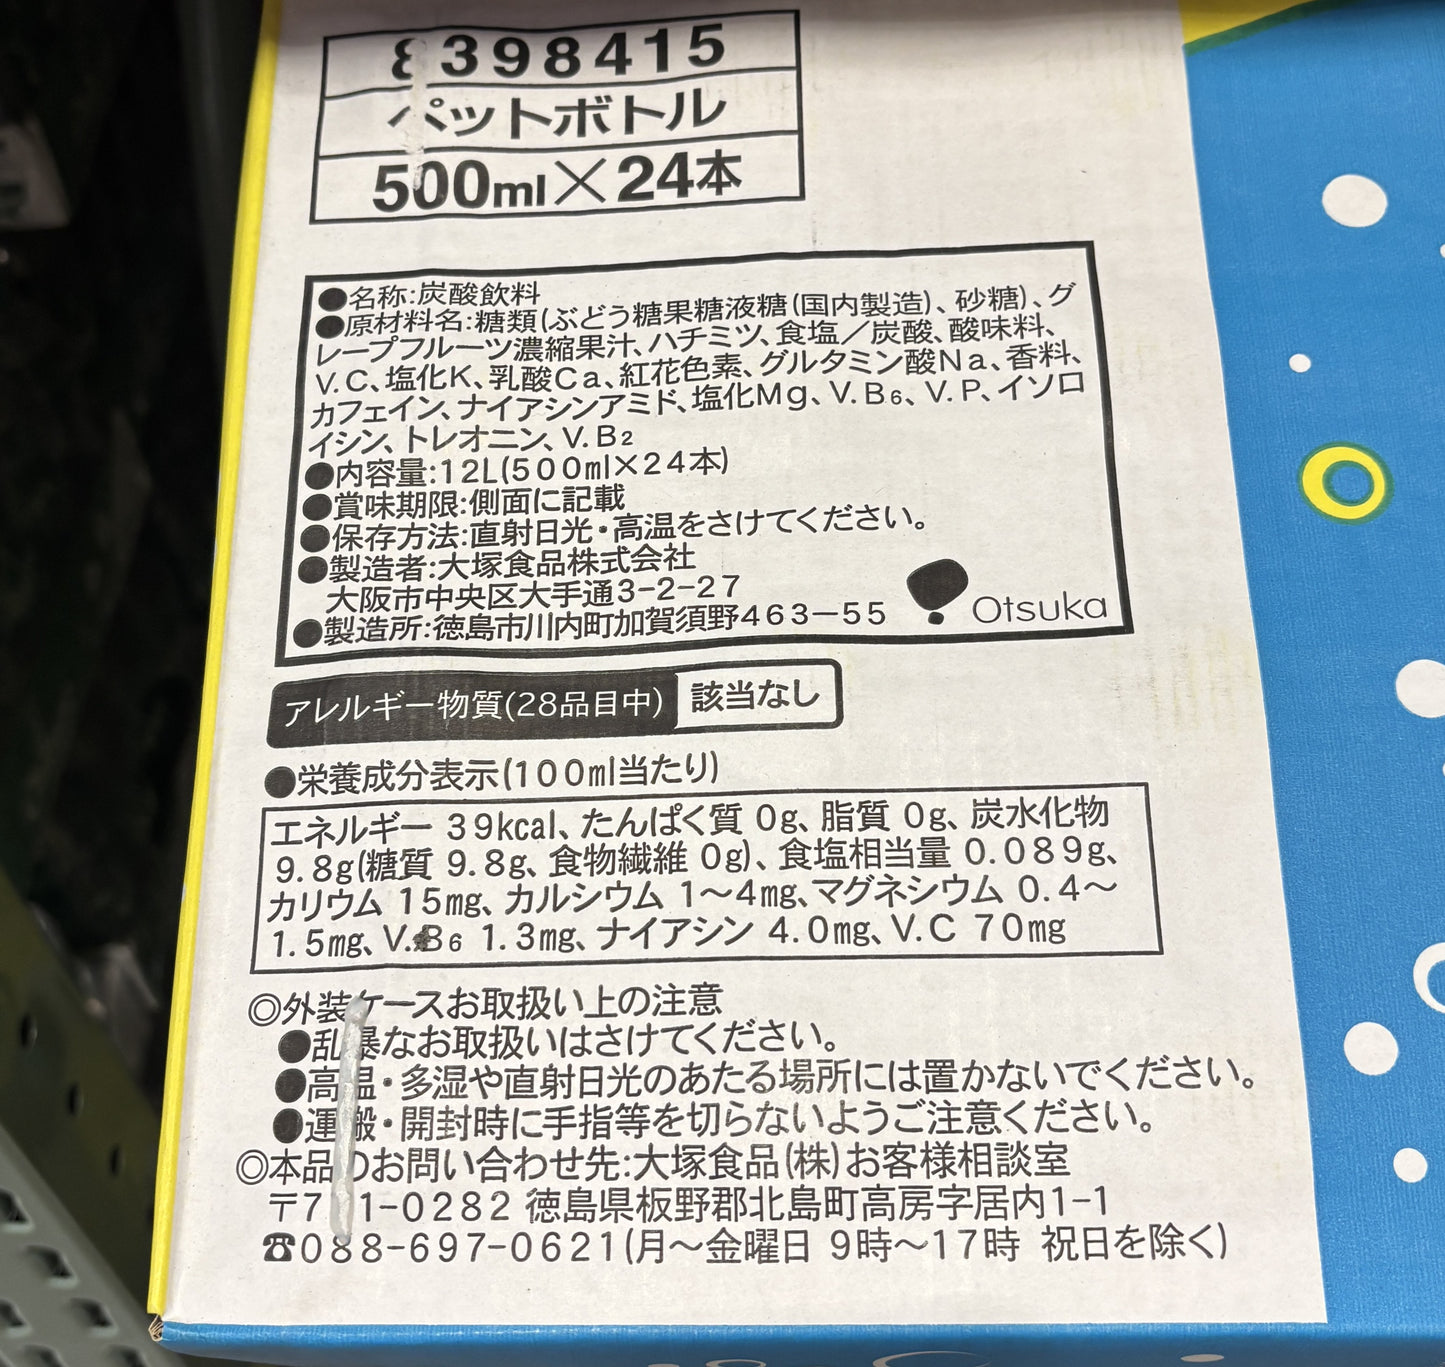 8398415
ペットボトル
500ml×24本
●名称:炭酸飲料
●原材料名:糖類(ぶどう糖果糖液糖(国内製造)、砂糖)、グ
レープフルーツ濃縮果汁、ハチミツ、食塩／炭酸、酸味料、
V.C、塩化K、乳酸Ca、紅花色素、グルタミン酸Na、香料、
カフェイン、ナイアシンアミド、塩化Mg、V.B6、V.P、イソロ
イシン、トレオニン、V.B2
●内容量:12L(500ml×24本)
●賞味期限:側面に記載
●保存方法:直射日光・高温をさけてください。
●製造者:大塚食品株式会社
大阪市中央区大手通3-2-27
●製造所:徳島市川内町加賀須野463−55
Otsuka
アレルギー物質(28品目中) 該当なし
●栄養成分表示(100ml当たり)
エネルギー 39kcal、たんぱく質 0g、脂質 0g、炭水化物
9.8g(糖質 9.8g、食物繊維 0g)、食塩相当量 0.089g、
カリウム 15mg、カルシウム 1〜4mg、マグネシウム 0.4〜
1.5mg、V.B6 1.3mg、ナイアシン 4.0mg、V.C 70mg
◎外装ケースお取扱い上の注意
●乱暴なお取扱いはさけてください。
●高温・多湿や直射日光のあたる場所には置かないでください。
●運搬・開封時に手指等を切らないようご注意ください。
◎本品のお問い合わせ先:大塚食品(株)お客様相談室
〒771-0282 徳島県板野郡北島町高房字居内1-1
☎088-697-0621(月〜金曜日 9時〜17時 祝日を除く)